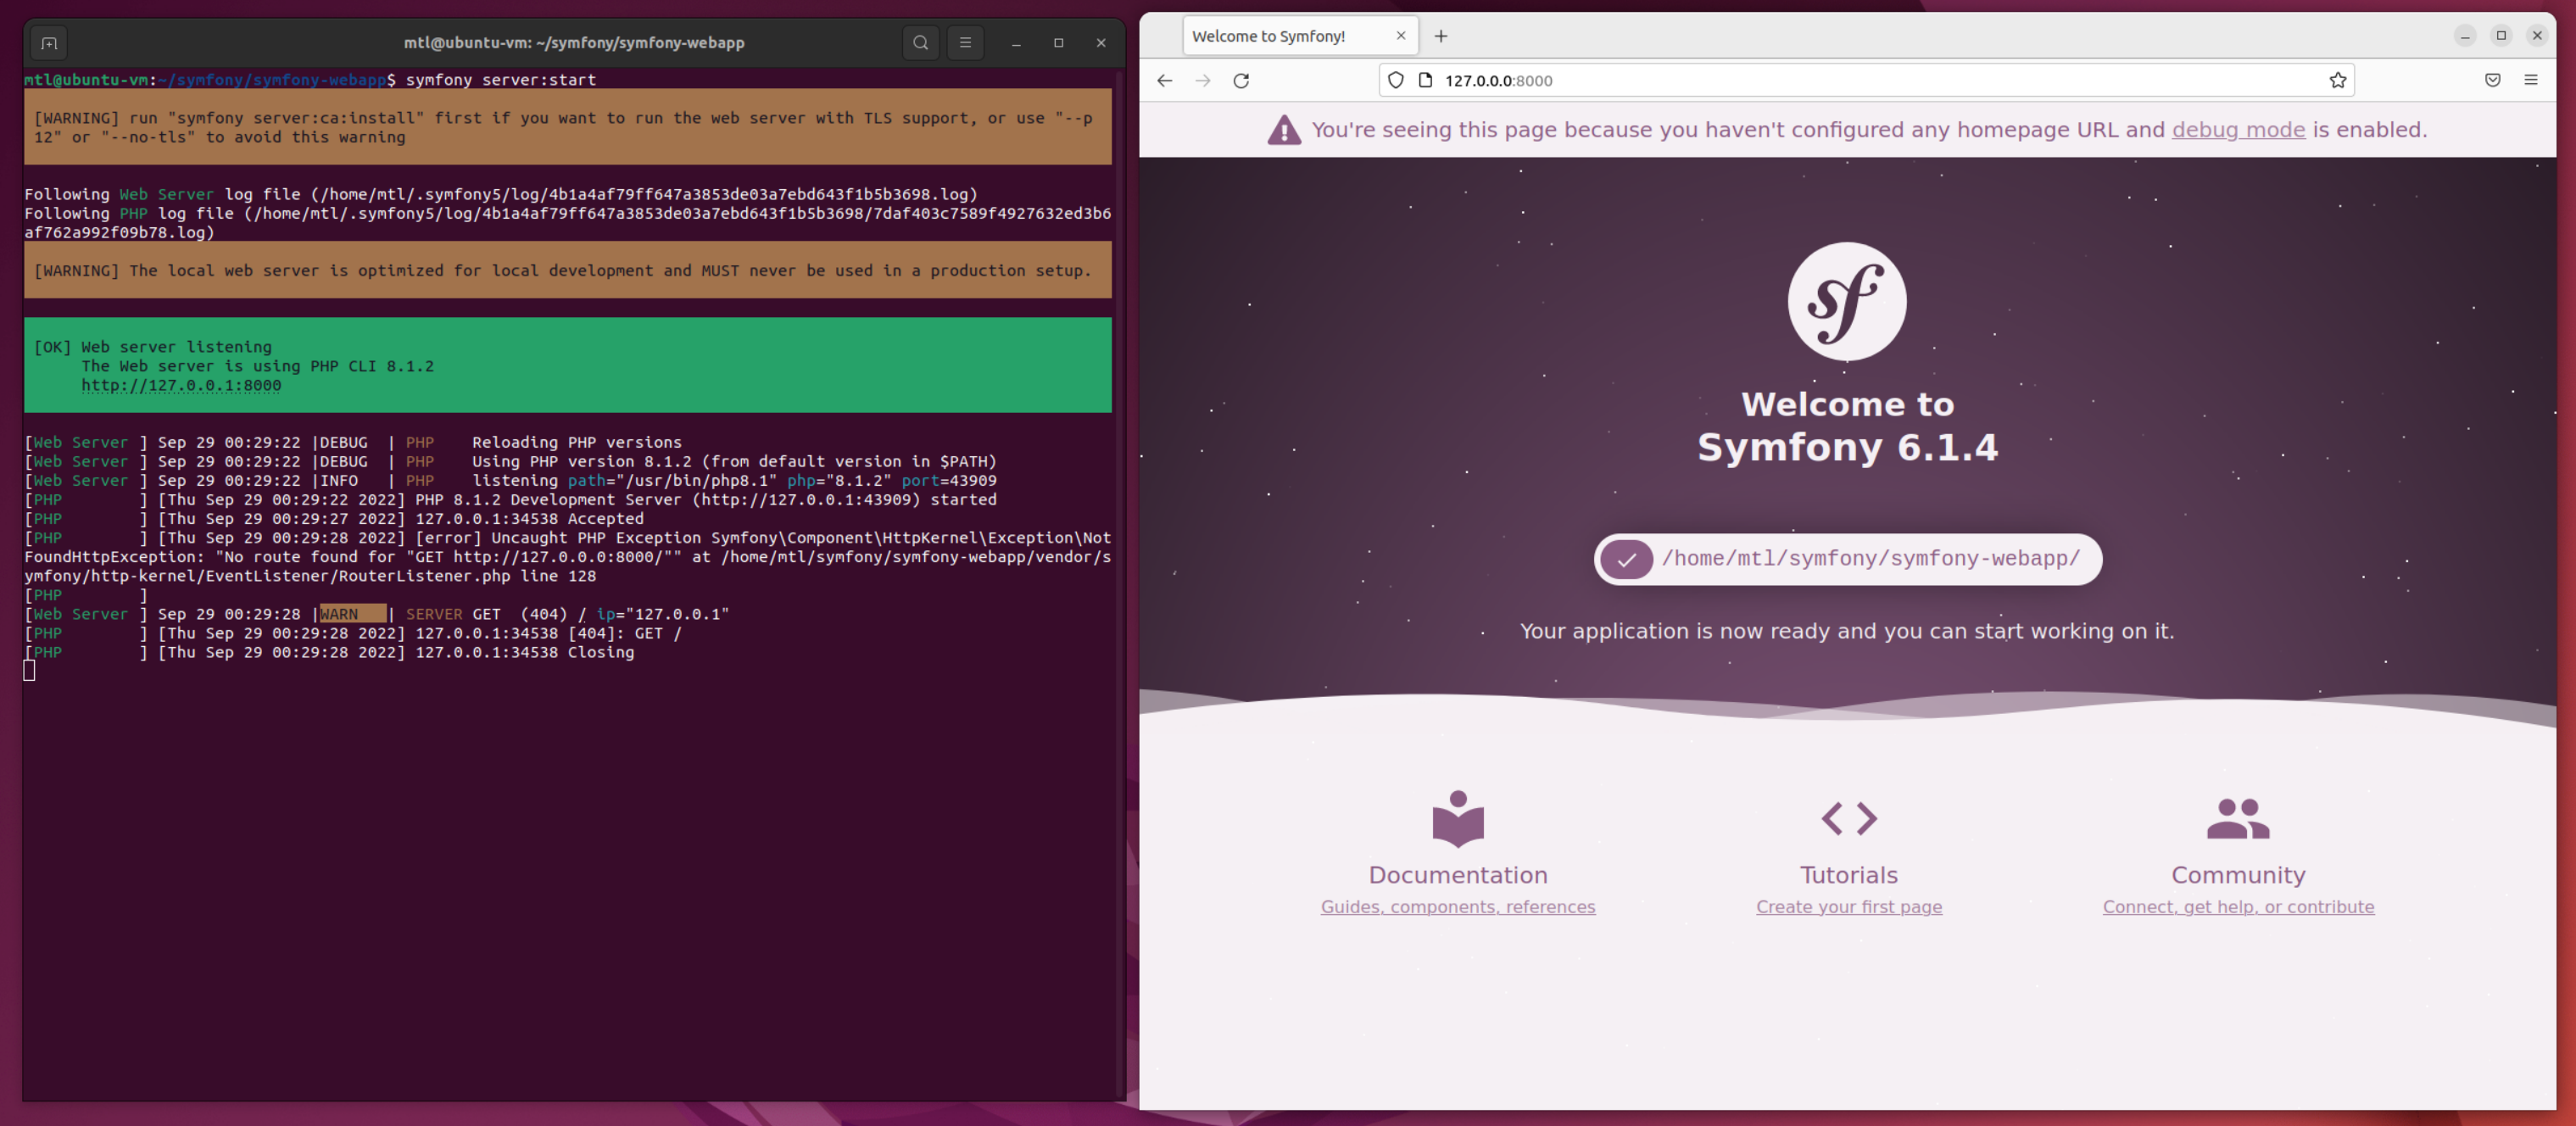 mtl@ubuntu-vm: ~/symfony/symfony-webapp
mtl@ubuntu-vm:~/symfony/symfony-webapp$ symfony server:start
[WARNING] run "symfony server:ca:install" first if you want to run the web server with TLS support, or use "--p
12" or "--no-tls" to avoid this warning
Following Web Server log file (/home/mtl/.symfony5/log/4b1a4af79ff647a3853de03a7ebd643f1b5b3698.log)
Following PHP log file (/home/mtl/.symfony5/log/4b1a4af79ff647a3853de03a7ebd643f1b5b3698/7daf403c7589f4927632ed3b6
af762a992f09b78.log)
[WARNING] The local web server is optimized for local development and MUST never be used in a production setup.
[OK] Web server listening
The Web server is using PHP CLI 8.1.2
http://127.0.0.1:8000
[Web Server ] Sep 29 00:29:22 |DEBUG  | PHP    Reloading PHP versions
[Web Server ] Sep 29 00:29:22 |DEBUG  | PHP    Using PHP version 8.1.2 (from default version in $PATH)
[Web Server ] Sep 29 00:29:22 |INFO   | PHP    listening path="/usr/bin/php8.1" php="8.1.2" port=43909
[PHP        ] [Thu Sep 29 00:29:22 2022] PHP 8.1.2 Development Server (http://127.0.0.1:43909) started
[PHP        ] [Thu Sep 29 00:29:27 2022] 127.0.0.1:34538 Accepted
[PHP        ] [Thu Sep 29 00:29:28 2022] [error] Uncaught PHP Exception Symfony\Component\HttpKernel\Exception\Not
FoundHttpException: "No route found for "GET http://127.0.0.0:8000/"" at /home/mtl/symfony/symfony-webapp/vendor/s
ymfony/http-kernel/EventListener/RouterListener.php line 128
[PHP        ]
[Web Server ] Sep 29 00:29:28 |WARN   | SERVER GET  (404) / ip="127.0.0.1"
[PHP        ] [Thu Sep 29 00:29:28 2022] 127.0.0.1:34538 [404]: GET /
[PHP        ] [Thu Sep 29 00:29:28 2022] 127.0.0.1:34538 Closing
Welcome to Symfony!
127.0.0.0:8000
You're seeing this page because you haven't configured any homepage URL and debug mode is enabled.
sf
Welcome to
Symfony 6.1.4
/home/mtl/symfony/symfony-webapp/
Your application is now ready and you can start working on it.
Documentation
Guides, components, references
Tutorials
Create your first page
Community
Connect, get help, or contribute